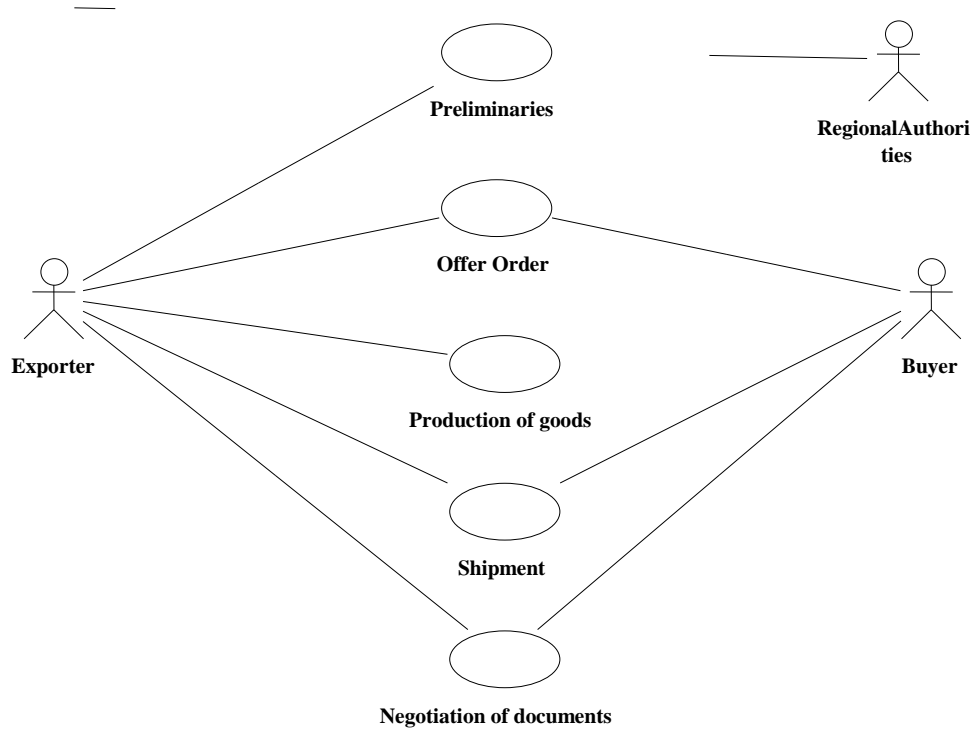 Preliminaries
RegionalAuthori
ties
Offer Order
Exporter
Buyer
Production of goods
Shipment
Negotiation of documents